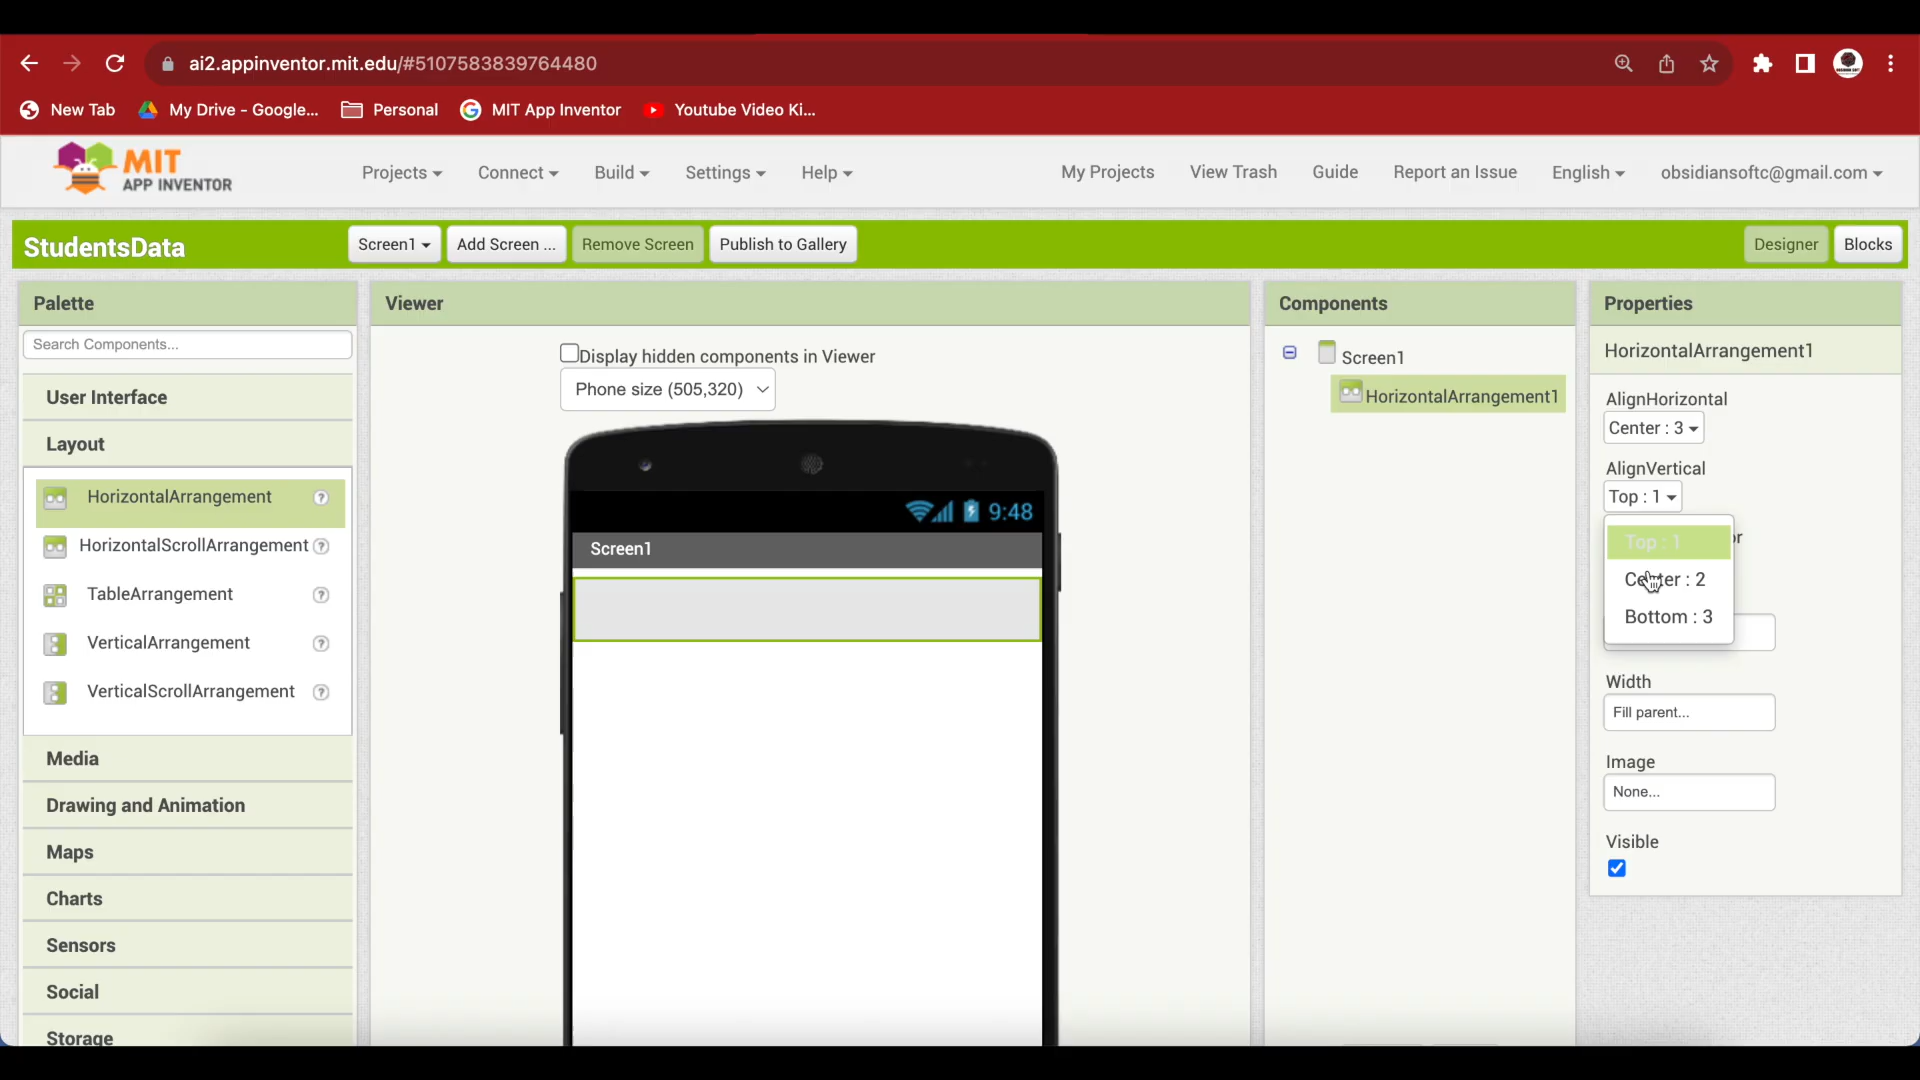 ai2.appinventor.mit.edu/#5107583839764480
New Tab My Drive - Google... Personal MIT App Inventor Youtube Video Ki...
MIT
APP INVENTOR
Projects Connect Build Settings Help My Projects View Trash Guide Report an Issue English obsidiansoftc@gmail.com
StudentsData Screen1 Add Screen ... Remove Screen Publish to Gallery Designer Blocks
Palette Viewer Components Properties
Search Components...
Display hidden components in Viewer
Phone size (505,320)
Screen1
HorizontalArrangement1
HorizontalArrangement1
AlignHorizontal
Center : 3
AlignVertical
Top : 1
Top : 1
Center : 2
Bottom : 3
Width
Fill parent...
Image
None...
Visible
User Interface
Layout
HorizontalArrangement ?
HorizontalScrollArrangement ?
TableArrangement ?
VerticalArrangement ?
VerticalScrollArrangement ?
Media
Drawing and Animation
Maps
Charts
Sensors
Social
Storage
9:48
Screen1